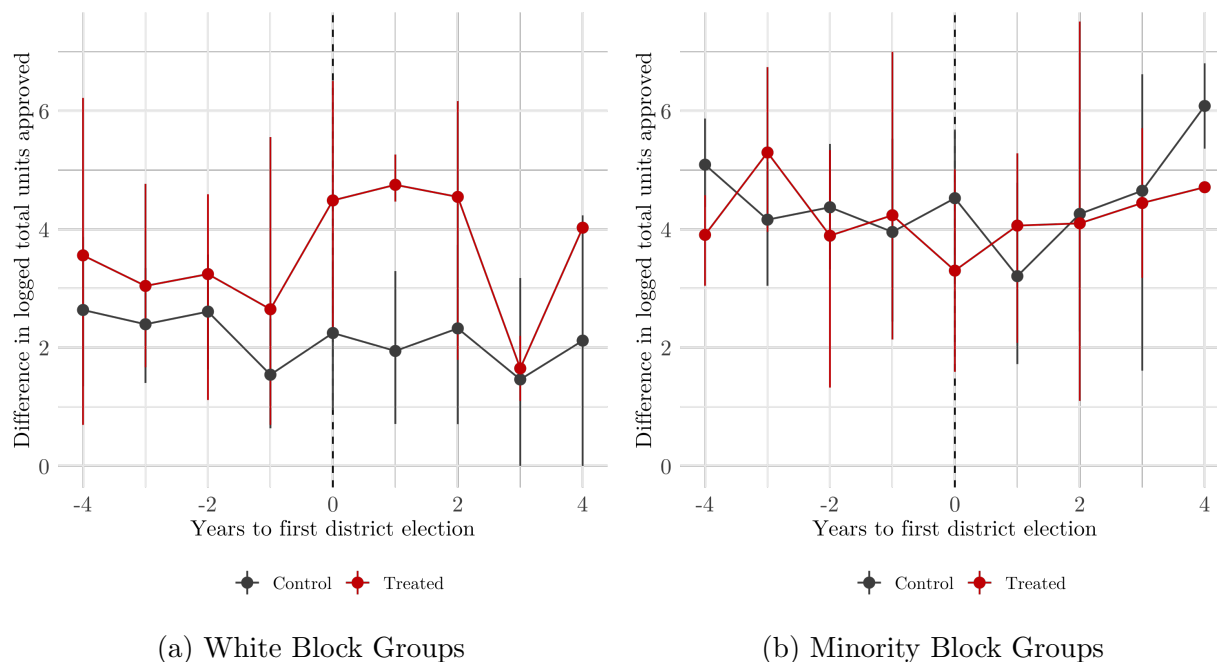 Difference in logged total units approved
6
4
2
0
-4 -2 0 2 4
Years to first district election
Control Treated
(a) White Block Groups
Difference in logged total units approved
6
4
2
0
-4 -2 0 2 4
Years to first district election
Control Treated
(b) Minority Block Groups